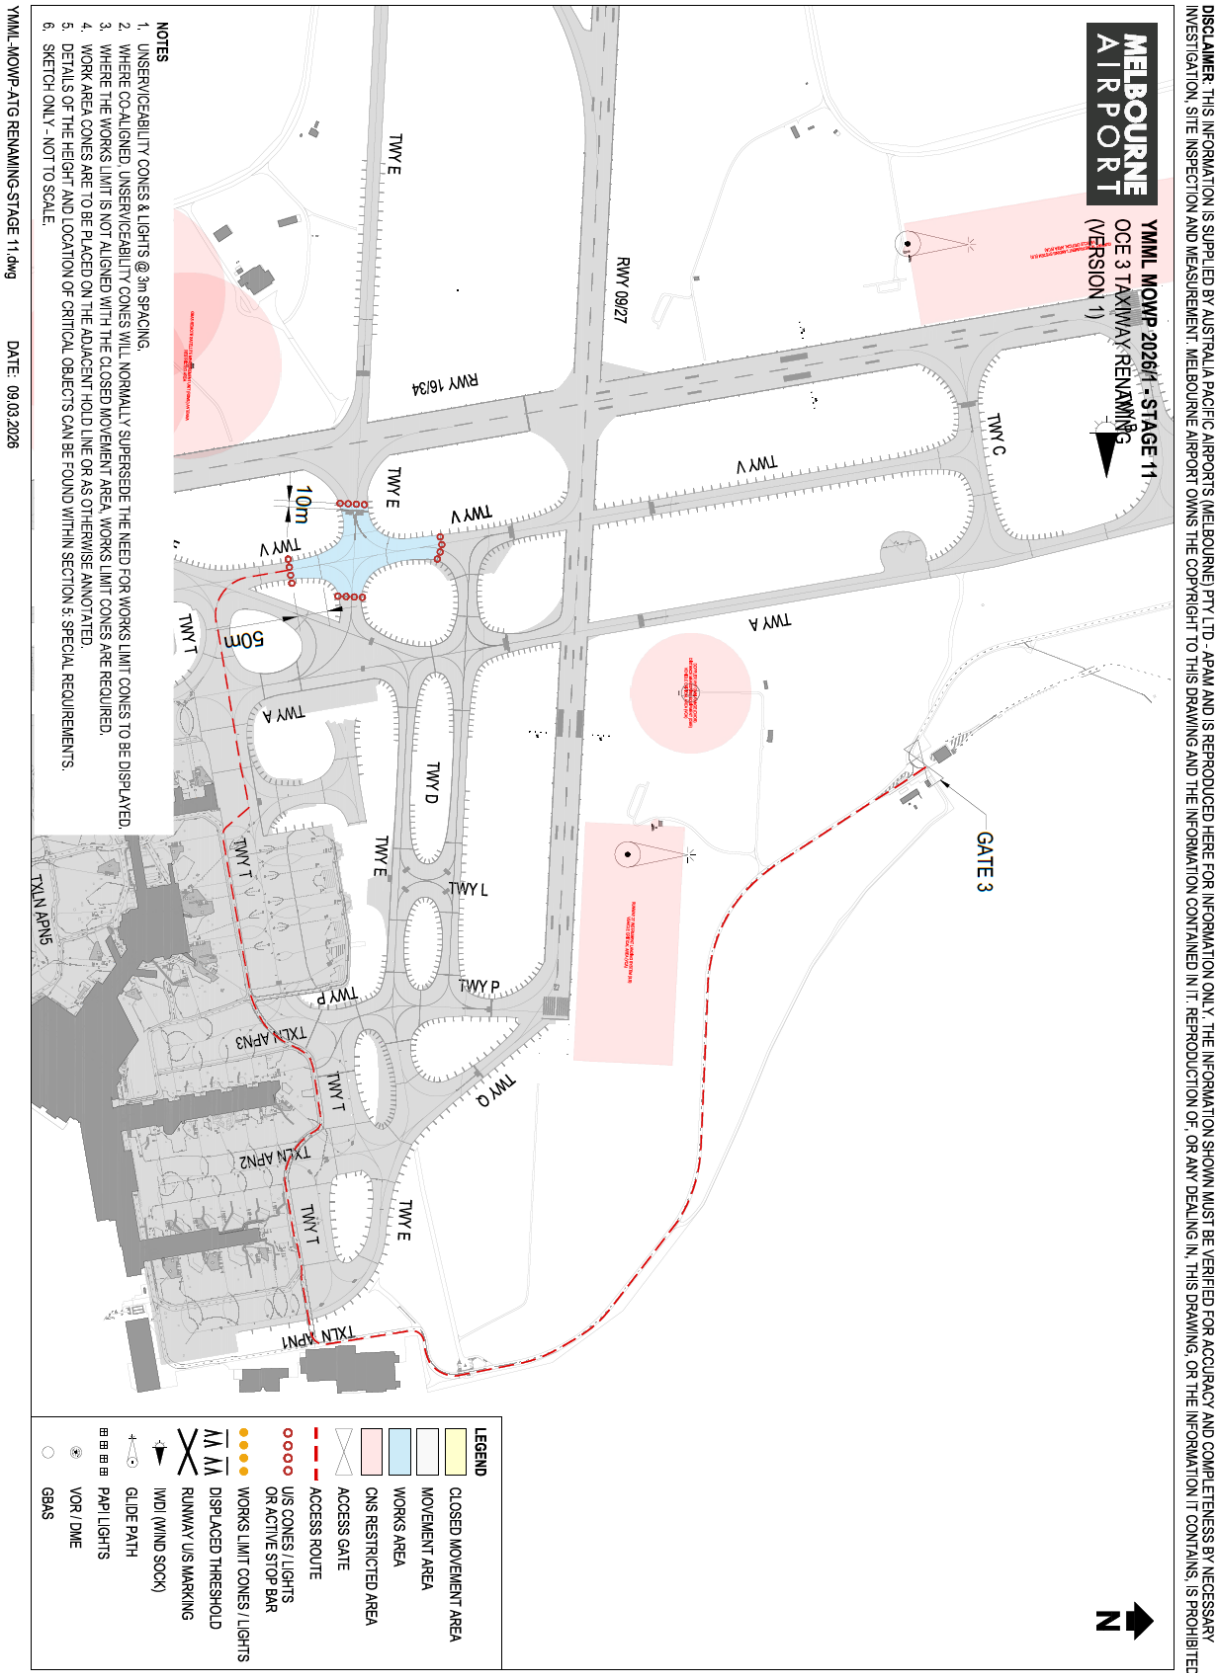 DISCLAIMER: THIS INFORMATION IS SUPPLIED BY AUSTRALIA PACIFIC AIRPORTS (MELBOURNE) PTY LTD - APAM AND IS REPRODUCED HERE FOR INFORMATION ONLY. THE INFORMATION SHOWN MUST BE VERIFIED FOR ACCURACY AND COMPLETENESS BY NECESSARY
INVESTIGATION, SITE INSPECTION AND MEASUREMENT. MELBOURNE AIRPORT OWNS THE COPYRIGHT TO THIS DRAWING AND THE INFORMATION CONTAINED IN IT. REPRODUCTION OF, OR ANY DEALING IN, THIS DRAWING, OR THE INFORMATION IT CONTAINS, IS PROHIBITED
MELBOURNE
AIRPORT
YMML MOWP 2026/1 - STAGE 11
OCE 3 TAXIWAY RENAMING
(VERSION 1)
TWY C
TWY V
TWY A
GATE 3
RWY 09/27
RWY 16/34
TWY E
TWY E
TWY V
10m
TWY V
50m
TWY T
TWY A
TWY D
TWY E
TWY L
TWY T
TWY P
TWY P
TXLN APN5
TXLN APN3
TWY T
TWY Q
TXLN APN2
TWY T
TWY E
TXLN APN1
N
LEGEND
CLOSED MOVEMENT AREA
MOVEMENT AREA
WORKS AREA
CNS RESTRICTED AREA
ACCESS GATE
ACCESS ROUTE
U/S CONES / LIGHTS
OR ACTIVE STOP BAR
WORKS LIMIT CONES / LIGHTS
DISPLACED THRESHOLD
RUNWAY U/S MARKING
IWDI (WIND SOCK)
GLIDE PATH
PAPI LIGHTS
VOR / DME
GBAS
NOTES
1. UNSERVICEABILITY CONES & LIGHTS @ 3m SPACING.
2. WHERE CO-ALIGNED, UNSERVICEABILITY CONES WILL NORMALLY SUPERSEDE THE NEED FOR WORKS LIMIT CONES TO BE DISPLAYED.
3. WHERE THE WORKS LIMIT IS NOT ALIGNED WITH THE CLOSED MOVEMENT AREA, WORKS LIMIT CONES ARE REQUIRED.
4. WORK AREA CONES ARE TO BE PLACED ON THE ADJACENT HOLD LINE OR AS OTHERWISE ANNOTATED.
5. DETAILS OF THE HEIGHT AND LOCATION OF CRITICAL OBJECTS CAN BE FOUND WITHIN SECTION 5: SPECIAL REQUIREMENTS.
6. SKETCH ONLY - NOT TO SCALE.
YMML-MOWP-ATG RENAMING-STAGE 11.dwg DATE: 09.03.2026